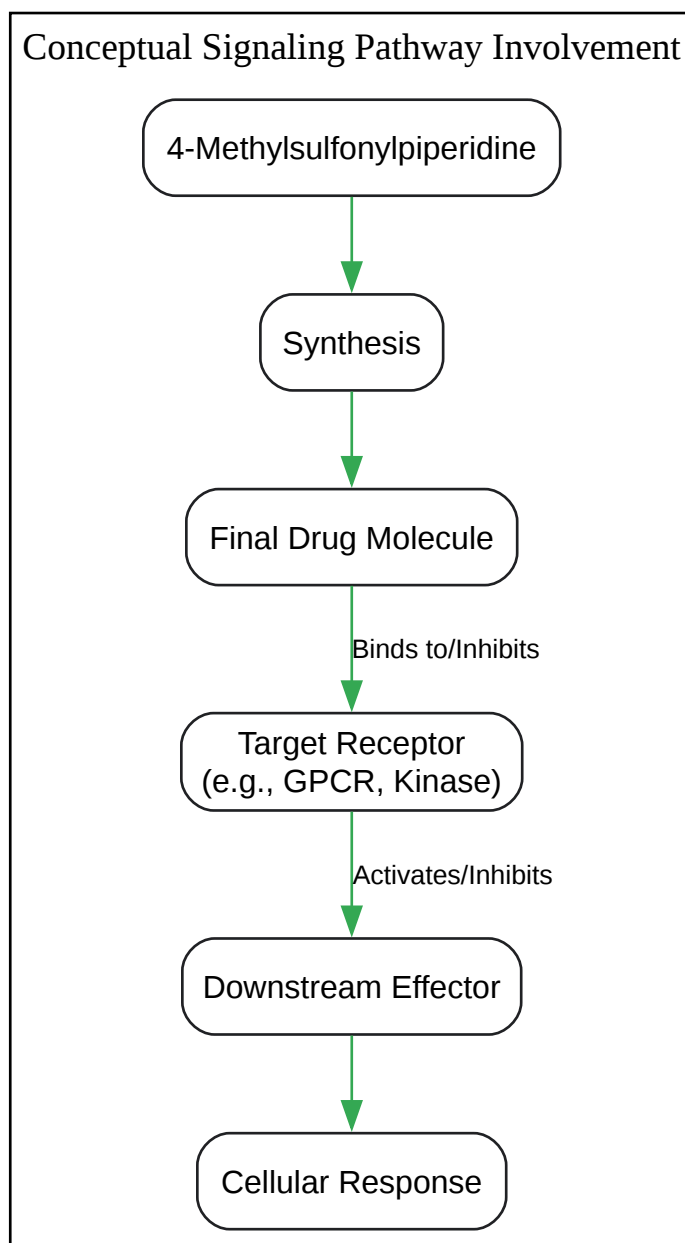 Conceptual Signaling Pathway Involvement
4-Methylsulfonylpiperidine
Synthesis
Final Drug Molecule
Binds to/Inhibits
Target Receptor
(e.g., GPCR, Kinase)
Activates/Inhibits
Downstream Effector
Cellular Response